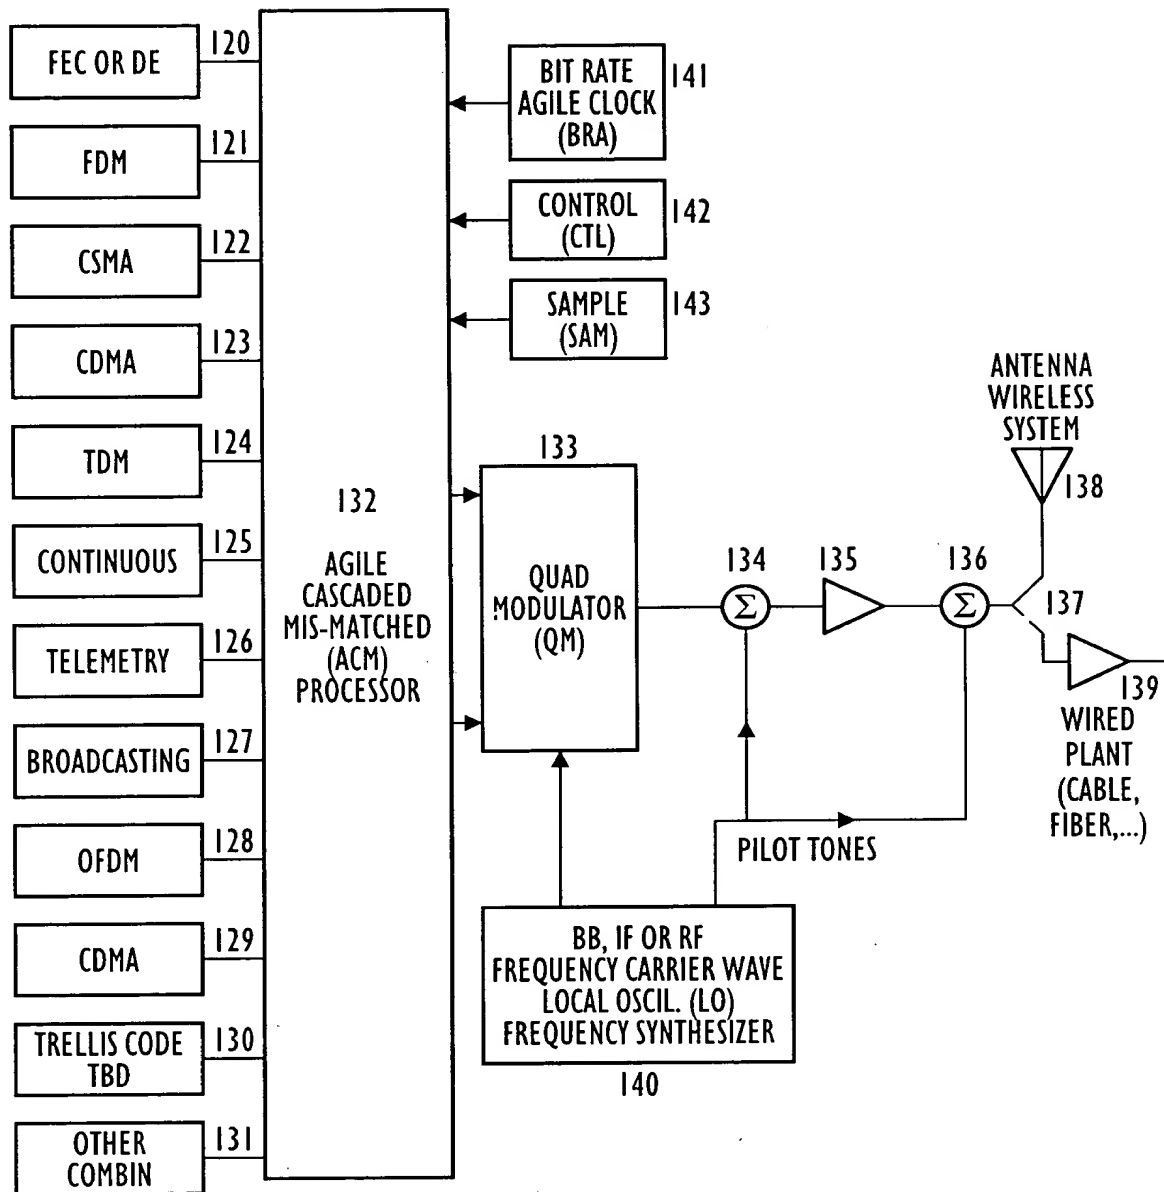 FEC OR DE
120
FDM
121
CSMA
122
CDMA
123
TDM
124
CONTINUOUS
125
TELEMETRY
126
BROADCASTING
127
OFDM
128
CDMA
129
TRELLIS CODE
TBD
130
OTHER
COMBIN
131
132
AGILE
CASCADED
MIS-MATCHED
(ACM)
PROCESSOR
BIT RATE
AGILE CLOCK
(BRA)
141
CONTROL
(CTL)
142
SAMPLE
(SAM)
143
133
QUAD
MODULATOR
(QM)
134
Σ
135
136
Σ
137
ANTENNA
WIRELESS
SYSTEM
138
139
WIRED
PLANT
(CABLE,
FIBER,...)
PILOT TONES
BB, IF OR RF
FREQUENCY CARRIER WAVE
LOCAL OSCIL. (LO)
FREQUENCY SYNTHESIZER
140